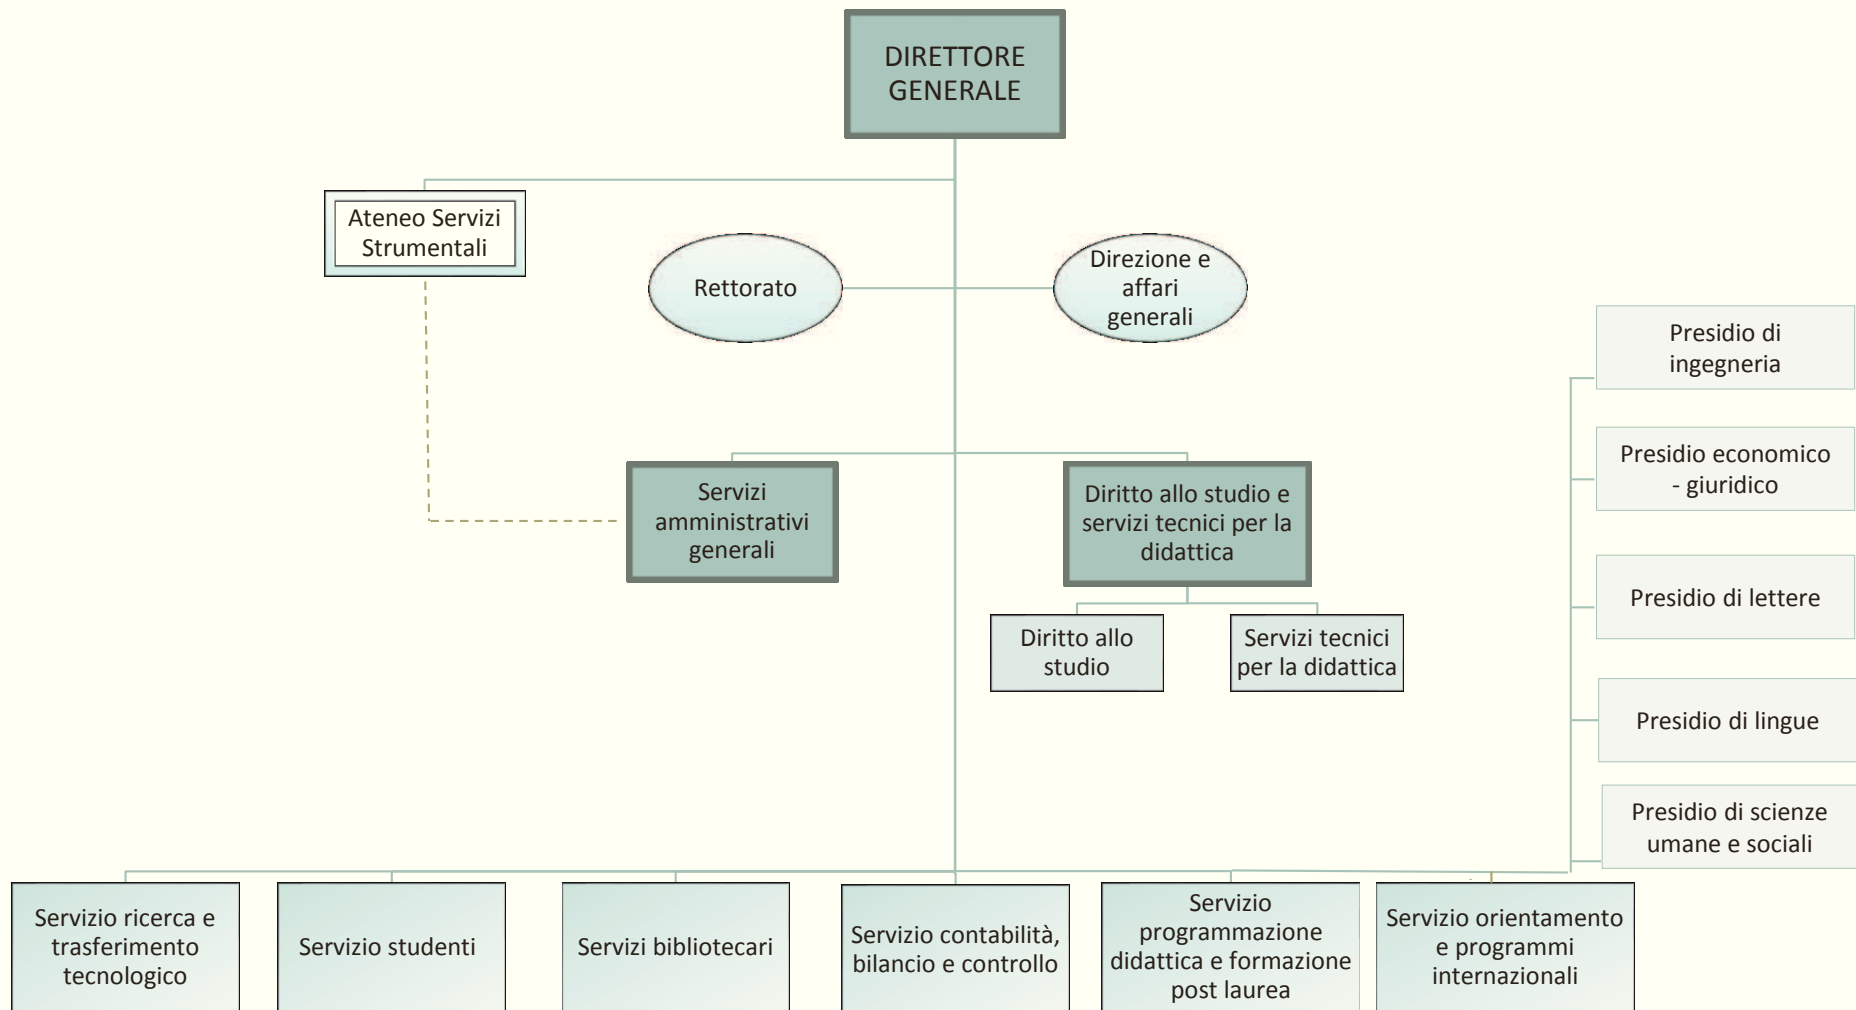 DIRETTORE
GENERALE
Ateneo Servizi
Strumentali
Rettorato
Direzione e
affari
generali
Presidio di
ingegneria
Presidio economico
- giuridico
Servizi
amministrativi
generali
Diritto allo studio e
servizi tecnici per la
didattica
Presidio di lettere
Diritto allo
studio
Servizi tecnici
per la didattica
Presidio di lingue
Presidio di scienze
umane e sociali
Servizio ricerca e
trasferimento
tecnologico
Servizio studenti
Servizi bibliotecari
Servizio contabilità,
bilancio e controllo
Servizio
programmazione
didattica e formazione
post laurea
Servizio orientamento
e programmi
internazionali